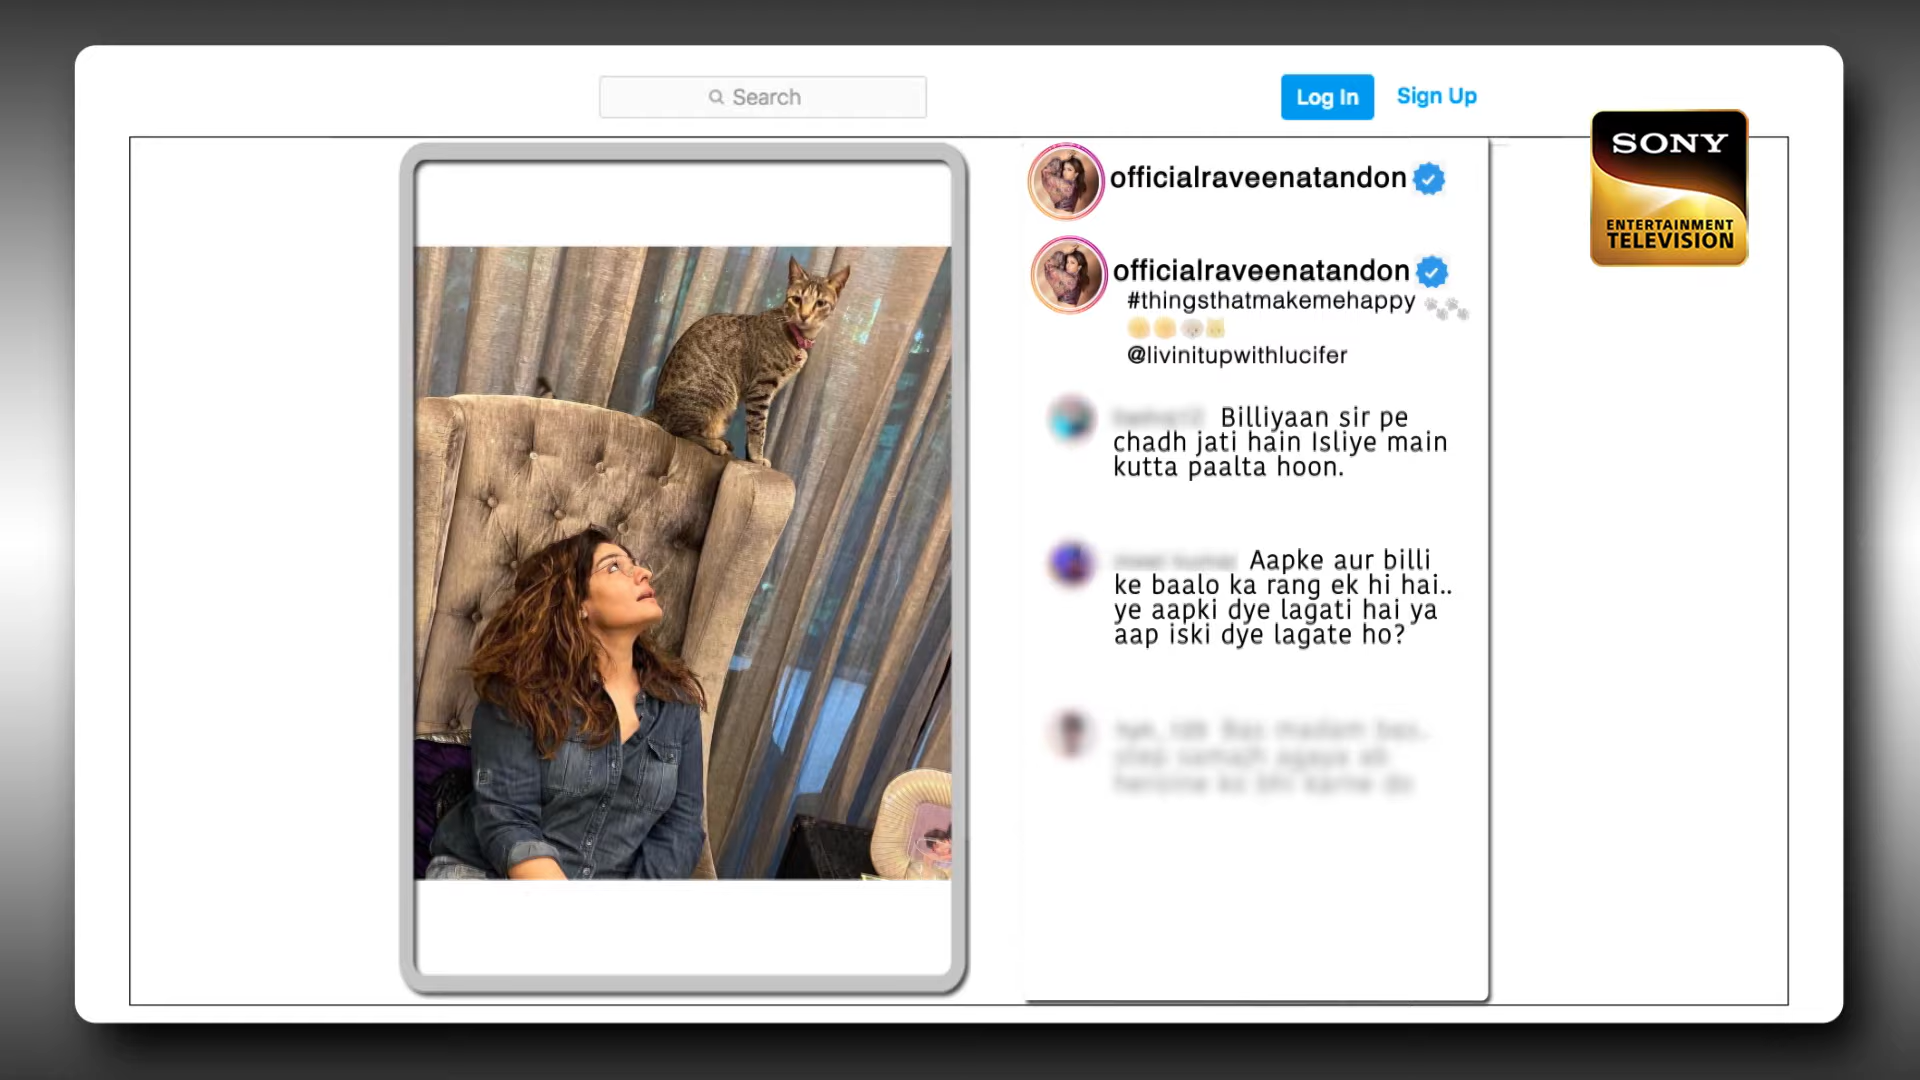 Search
Log In
Sign Up
SONY
ENTERTAINMENT
TELEVISION
officialraveenatandon
officialraveenatandon
#thingsthatmakemehappy
@livinitupwithlucifer
Billiyaan sir pe
chadh jati hain Isliye main
kutta paalta hoon.
Aapke aur billi
ke baalo ka rang ek hi hai..
ye aapki dye lagati hai ya
aap iski dye lagate ho?